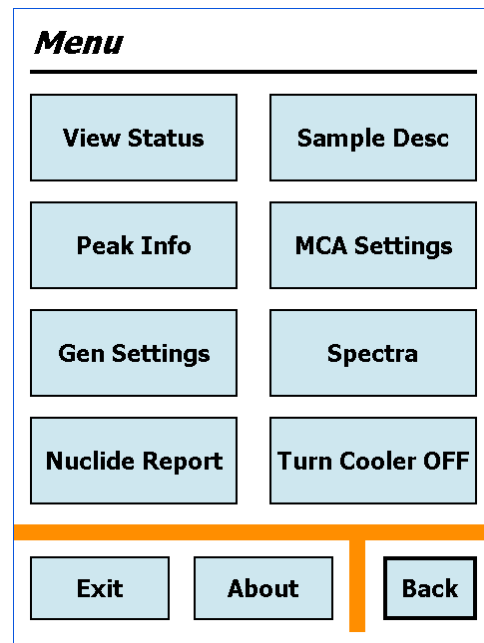 Menu
View Status
Sample Desc
Peak Info
MCA Settings
Gen Settings
Spectra
Nuclide Report
Turn Cooler OFF
Exit
About
Back